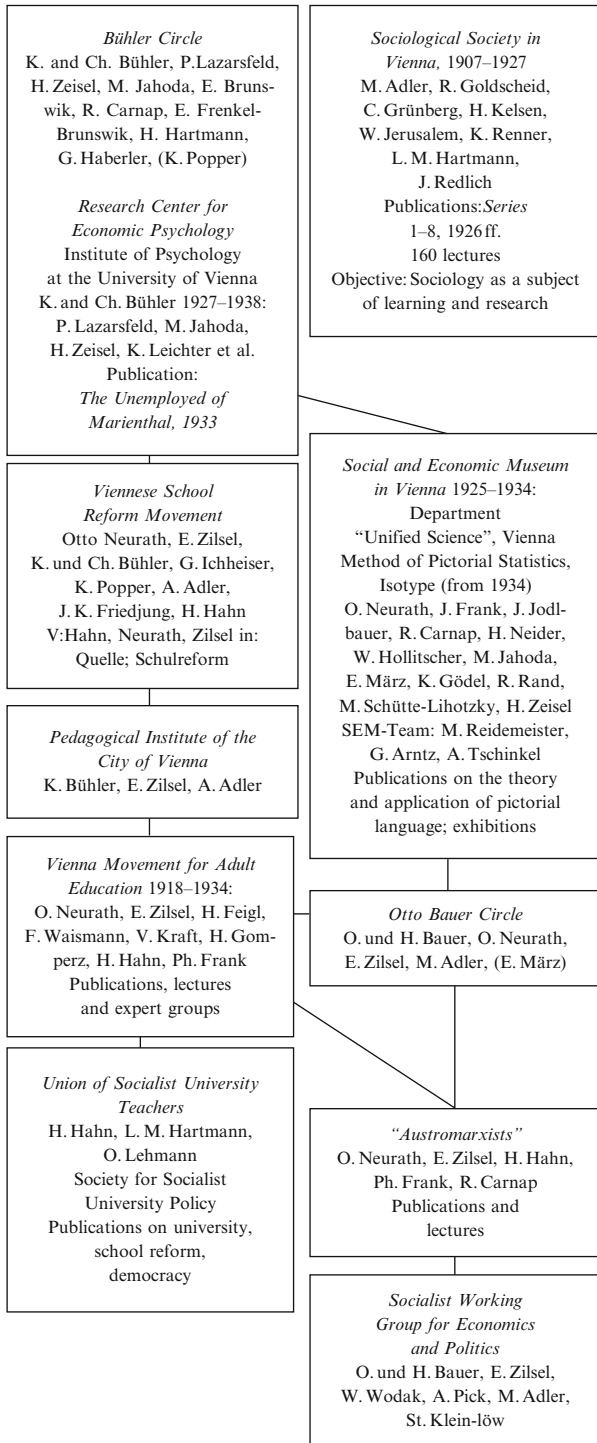 Bühler Circle
K. and Ch. Bühler, P.Lazarsfeld,
H. Zeisel, M. Jahoda, E. Bruns-
wik, R. Carnap, E. Frenkel-
Brunswik, H. Hartmann,
G. Haberler, (K. Popper)
Research Center for
Economic Psychology
Institute of Psychology
at the University of Vienna
K. and Ch. Bühler 1927–1938:
P. Lazarsfeld, M. Jahoda,
H. Zeisel, K. Leichter et al.
Publication:
The Unemployed of
Marienthal, 1933
Sociological Society in
Vienna, 1907–1927
M. Adler, R. Goldscheid,
C. Grünberg, H. Kelsen,
W. Jerusalem, K. Renner,
L. M. Hartmann,
J. Redlich
Publications:Series
1–8, 1926 ff.
160 lectures
Objective: Sociology as a subject
of learning and research
Viennese School
Reform Movement
Otto Neurath, E. Zilsel,
K. und Ch. Bühler, G. Ichheiser,
K. Popper, A. Adler,
J. K. Friedjung, H. Hahn
V:Hahn, Neurath, Zilsel in:
Quelle; Schulreform
Social and Economic Museum
in Vienna 1925–1934:
Department
“Unified Science”, Vienna
Method of Pictorial Statistics,
Isotype (from 1934)
O. Neurath, J. Frank, J. Jodl-
bauer, R. Carnap, H. Neider,
W. Hollitscher, M. Jahoda,
E. März, K. Gödel, R. Rand,
M. Schütte-Lihotzky, H. Zeisel
SEM-Team: M. Reidemeister,
G. Arntz, A. Tschinkel
Publications on the theory
and application of pictorial
language; exhibitions
Pedagogical Institute of the
City of Vienna
K. Bühler, E. Zilsel, A. Adler
Vienna Movement for Adult
Education 1918–1934:
O. Neurath, E. Zilsel, H. Feigl,
F. Waismann, V. Kraft, H. Gom-
perz, H. Hahn, Ph. Frank
Publications, lectures
and expert groups
Otto Bauer Circle
O. und H. Bauer, O. Neurath,
E. Zilsel, M. Adler, (E. März)
Union of Socialist University
Teachers
H. Hahn, L. M. Hartmann,
O. Lehmann
Society for Socialist
University Policy
Publications on university,
school reform,
democracy
“Austromarxists”
O. Neurath, E. Zilsel, H. Hahn,
Ph. Frank, R. Carnap
Publications and
lectures
Socialist Working
Group for Economics
and Politics
O. und H. Bauer, E. Zilsel,
W. Wodak, A. Pick, M. Adler,
St. Klein-löw